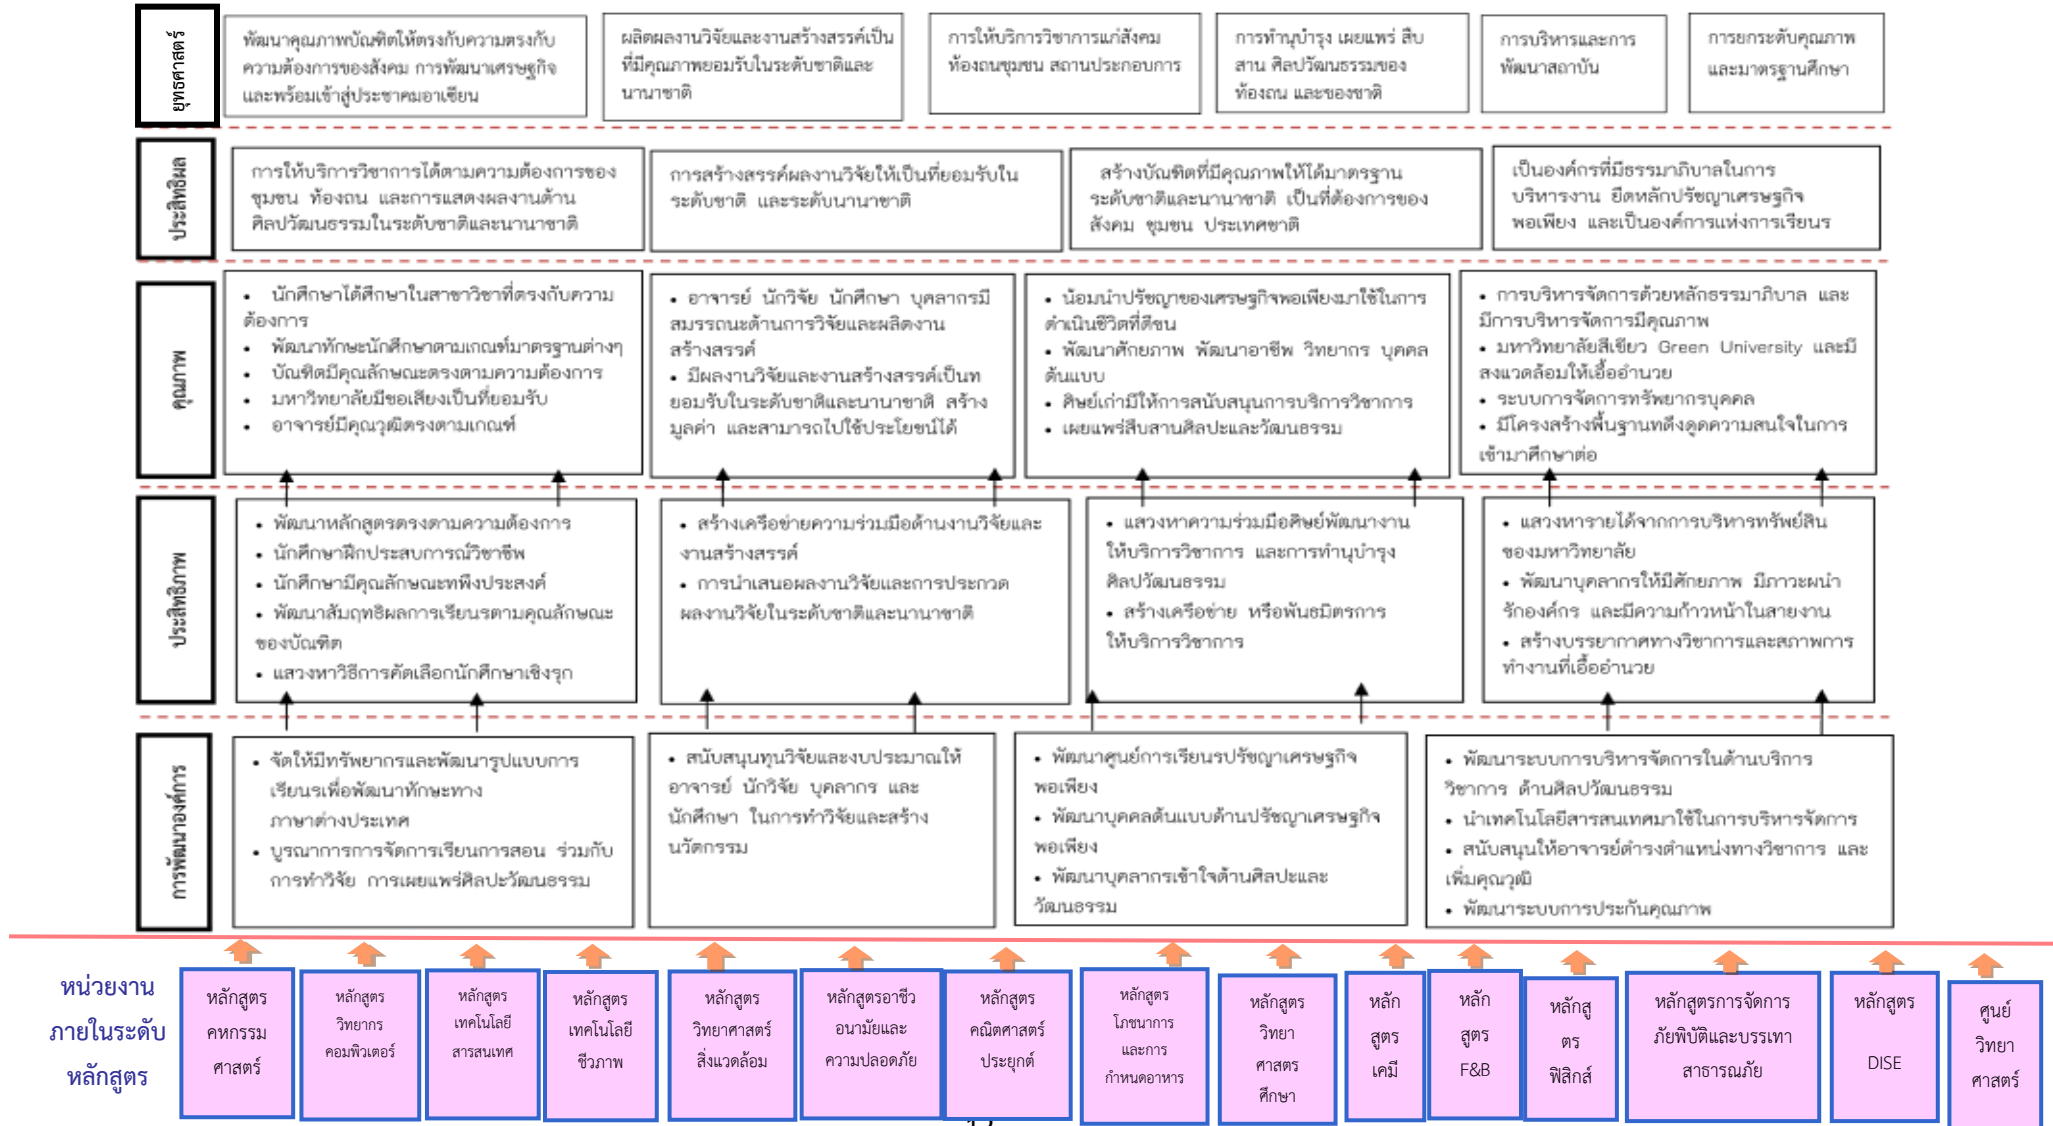 ยุทธศาสตร์
พัฒนาคุณภาพบัณฑิตให้ตรงกับความตรงกับ
ความต้องการของสังคม การพัฒนาเศรษฐกิจ
และพร้อมเข้าสู่ประชาคมอาเซียน
ผลิตผลงานวิจัยและงานสร้างสรรค์เป็น
ที่มีคุณภาพยอมรับในระดับชาติและ
นานาชาติ
การให้บริการวิชาการแก่สังคม
ท้องถนชุมชน สถานประกอบการ
การทำนุบำรุง เผยแพร่ สืบ
สาน ศิลปวัฒนธรรมของ
ท้องถน และของชาติ
การบริหารและการ
พัฒนาสถาบัน
การยกระดับคุณภาพ
และมาตรฐานศึกษา
ประสิทธิผล
การให้บริการวิชาการได้ตามความต้องการของ
ชุมชน ท้องถน และการแสดงผลงานด้าน
ศิลปวัฒนธรรมในระดับชาติและนานาชาติ
การสร้างสรรค์ผลงานวิจัยให้เป็นที่ยอมรับใน
ระดับชาติ และระดับนานาชาติ
สร้างบัณฑิตที่มีคุณภาพให้ได้มาตรฐาน
ระดับชาติและนานาชาติ เป็นที่ต้องการของ
สังคม ชุมชน ประเทศชาติ
เป็นองค์กรที่มีธรรมาภิบาลในการ
บริหารงาน ยึดหลักปรัชญาเศรษฐกิจ
พอเพียง และเป็นองค์การแห่งการเรียนร
คุณภาพ
• นักศึกษาได้ศึกษาในสาขาวิชาที่ตรงกับความ
ต้องการ
• พัฒนาทักษะนักศึกษาตามเกณฑ์มาตรฐานต่างๆ
• บัณฑิตมีคุณลักษณะตรงตามความต้องการ
• มหาวิทยาลัยมีชอเสียงเป็นที่ยอมรับ
• อาจารย์มีคุณวุฒิตรงตามเกณฑ์
• อาจารย์ นักวิจัย นักศึกษา บุคลากรมี
สมรรถนะด้านการวิจัยและผลิตงาน
สร้างสรรค์
• มีผลงานวิจัยและงานสร้างสรรค์เป็นท
ยอมรับในระดับชาติและนานาชาติ สร้าง
มูลค่า และสามารถไปใช้ประโยชน์ได้
• น้อมนำปรัชญาของเศรษฐกิจพอเพียงมาใช้ในการ
ดำเนินชีวิตที่ดีขน
• พัฒนาศักยภาพ พัฒนาอาชีพ วิทยากร บุคคล
ต้นแบบ
• ศิษย์เก่ามีให้การสนับสนุนการบริการวิชาการ
• เผยแพร่สืบสานศิลปะและวัฒนธรรม
• การบริหารจัดการด้วยหลักธรรมาภิบาล และ
มีการบริหารจัดการมีคุณภาพ
• มหาวิทยาลัยสีเขียว Green University และมี
สงแวดล้อมให้เอื้ออำนวย
• ระบบการจัดการทรัพยากรบุคคล
• มีโครงสร้างพื้นฐานทดึงดูดความสนใจในการ
เข้ามาศึกษาต่อ
ประสิทธิภาพ
• พัฒนาหลักสูตรตรงตามความต้องการ
• นักศึกษาฝึกประสบการณ์วิชาชีพ
• นักศึกษามีคุณลักษณะทพึงประสงค์
• พัฒนาสัมฤทธิผลการเรียนรตามคุณลักษณะ
ของบัณฑิต
• แสวงหาวิธีการคัดเลือกนักศึกษาเชิงรุก
• สร้างเครือข่ายความร่วมมือด้านงานวิจัยและ
งานสร้างสรรค์
• การนำเสนอผลงานวิจัยและการประกวด
ผลงานวิจัยในระดับชาติและนานาชาติ
• แสวงหาความร่วมมือศิษย์พัฒนางาน
ให้บริการวิชาการ และการทำนุบำรุง
ศิลปวัฒนธรรม
• สร้างเครือข่าย หรือพันธมิตรการ
ให้บริการวิชาการ
• แสวงหารายได้จากการบริหารทรัพย์สิน
ของมหาวิทยาลัย
• พัฒนาบุคลากรให้มีศักยภาพ มีภาวะผนำ
รักองค์กร และมีความก้าวหน้าในสายงาน
• สร้างบรรยากาศทางวิชาการและสภาพการ
ทำงานที่เอื้ออำนวย
การพัฒนาองค์การ
• จัดให้มีทรัพยากรและพัฒนารูปแบบการ
เรียนรเพื่อพัฒนาทักษะทาง
ภาษาต่างประเทศ
• บูรณาการการจัดการเรียนการสอน ร่วมกับ
การทำวิจัย การเผยแพร่ศิลปะวัฒนธรรม
• สนับสนุนทุนวิจัยและงบประมาณให้
อาจารย์ นักวิจัย บุคลากร และ
นักศึกษา ในการทำวิจัยและสร้าง
นวัตกรรม
• พัฒนาศูนย์การเรียนรปรัชญาเศรษฐกิจ
พอเพียง
• พัฒนาบุคคลต้นแบบด้านปรัชญาเศรษฐกิจ
พอเพียง
• พัฒนาบุคลากรเข้าใจด้านศิลปะและ
วัฒนธรรม
• พัฒนาระบบการบริหารจัดการในด้านบริการ
วิชาการ ด้านศิลปวัฒนธรรม
• นำเทคโนโลยีสารสนเทศมาใช้ในการบริหารจัดการ
• สนับสนุนให้อาจารย์ดำรงตำแหน่งทางวิชาการ และ
เพิ่มคุณวุฒิ
• พัฒนาระบบการประกันคุณภาพ
หน่วยงาน
ภายในระดับ
หลักสูตร
หลักสูตร
คหกรรม
ศาสตร์
หลักสูตร
วิทยากร
คอมพิวเตอร์
หลักสูตร
เทคโนโลยี
สารสนเทศ
หลักสูตร
เทคโนโลยี
ชีวภาพ
หลักสูตร
วิทยาศาสตร์
สิ่งแวดล้อม
หลักสูตรอาชีว
อนามัยและ
ความปลอดภัย
หลักสูตร
คณิตศาสตร์
ประยุกต์
หลักสูตร
โภชนาการ
และการ
กำหนดอาหาร
หลักสูตร
วิทยา
ศาสตร
ศึกษา
หลัก
สูตร
เคมี
หลัก
สูตร
F&B
หลักสู
ตร
ฟิสิกส์
หลักสูตรการจัดการ
ภัยพิบัติและบรรเทา
สาธารณภัย
หลักสูตร
DISE
ศูนย์
วิทยา
ศาสตร์